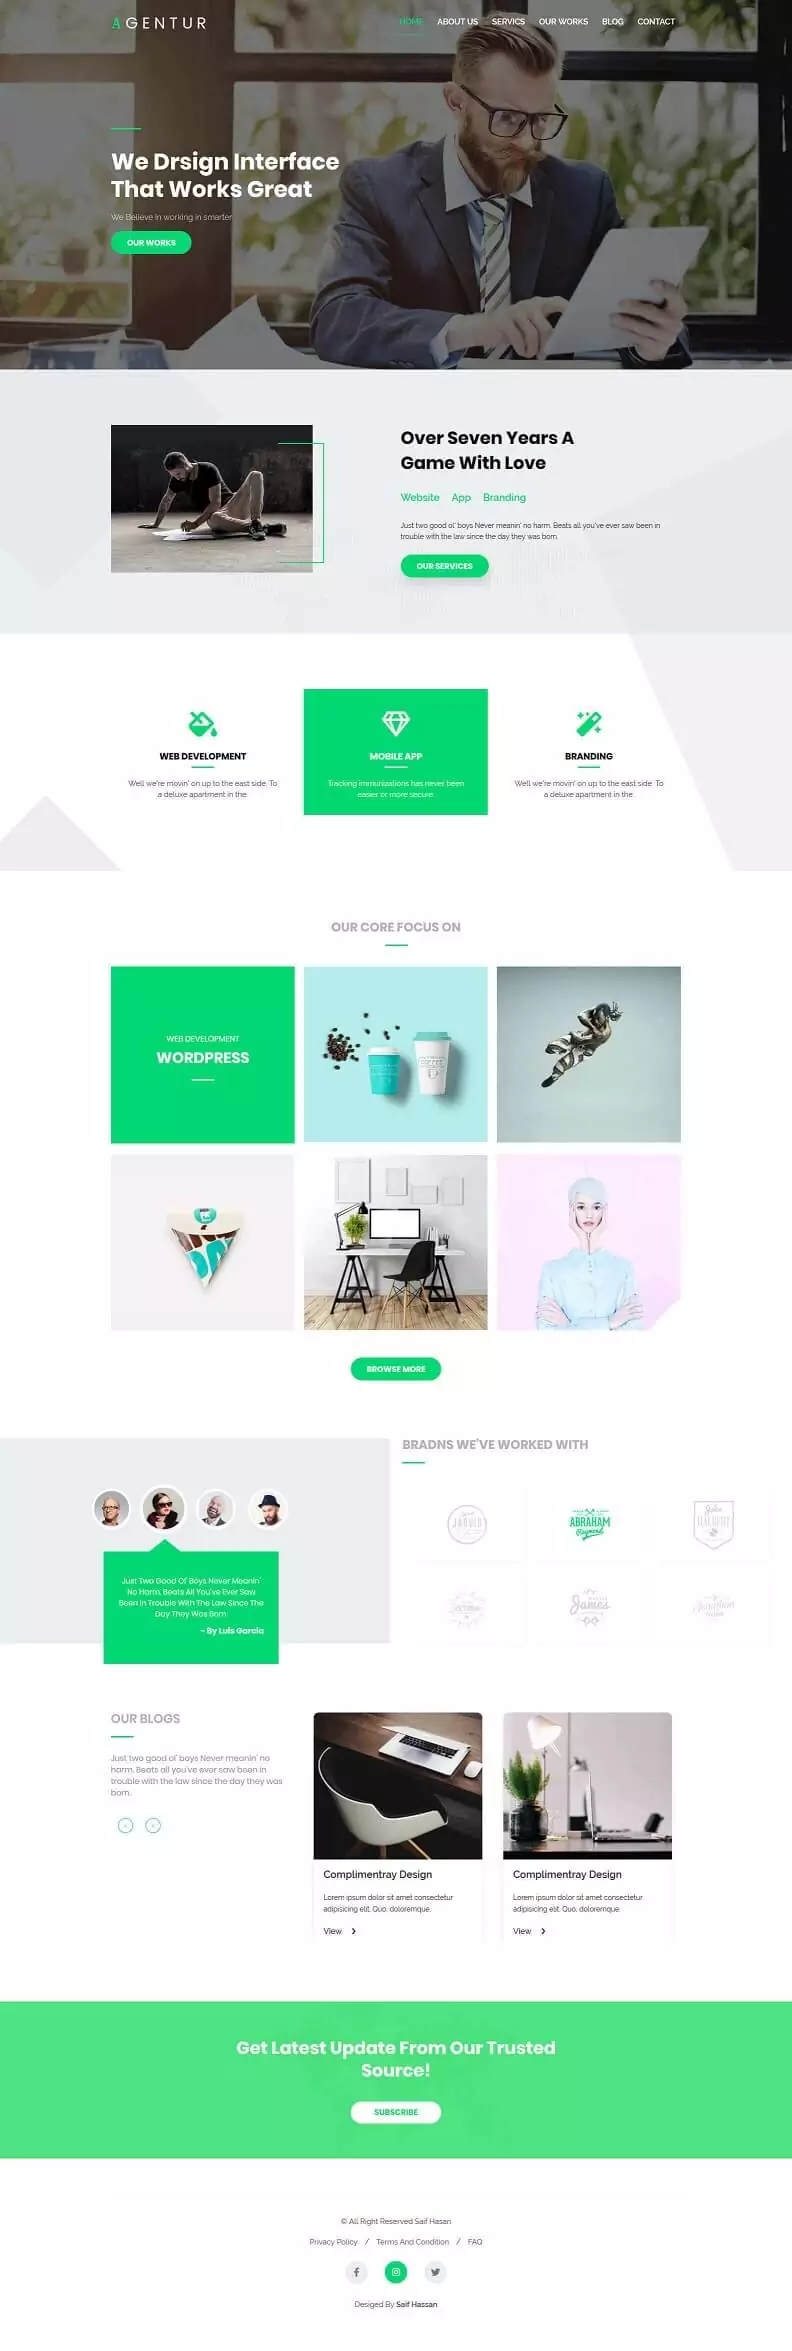 AGENTUR
HOME ABOUT US SERVICS OUR WORKS BLOG CONTACT
We Drsign Interface
That Works Great
We Believe in working in smarter
OUR WORKS
Over Seven Years A
Game With Love
Website App Branding
Just two good ol' boys Never meanin' no harm. Beats all you've ever saw been in
trouble with the law since the day they was born.
OUR SERVICES
WEB DEVELOPMENT
Well we're movin' on up to the east side. To
a deluxe apartment in the.
MOBILE APP
Tracking immunizations has never been
easier or more secure.
BRANDING
Well we're movin' on up to the east side. To
a deluxe apartment in the.
OUR CORE FOCUS ON
WEB DEVELOPMENT
WORDPRESS
COFFEE
BROWSE MORE
Just Two Good Ol' Boys Never Meanin'
No Harm. Beats All You've Ever Saw
Been In Trouble With The Law Since The
Day They Was Born.
- By Luis Garcia
BRADNS WE'VE WORKED WITH
JARVIS
ABRAHAM
Raymond
John
HALBERT
James
Jonathan
OUR BLOGS
Just two good ol' boys Never meanin' no
harm. Beats all you've ever saw been in
trouble with the law since the day they was
born.
Complimentray Design
Lorem ipsum dolor sit amet consectetur
adipisicing elit. Quo, doloremque.
View
Complimentray Design
Lorem ipsum dolor sit amet consectetur
adipisicing elit. Quo, doloremque.
View
Get Latest Update From Our Trusted
Source!
SUBSCRIBE
© All Right Reserved Saif Hasan
Privacy Policy / Terms And Condition / FAQ
Desiged By Saif Hassan